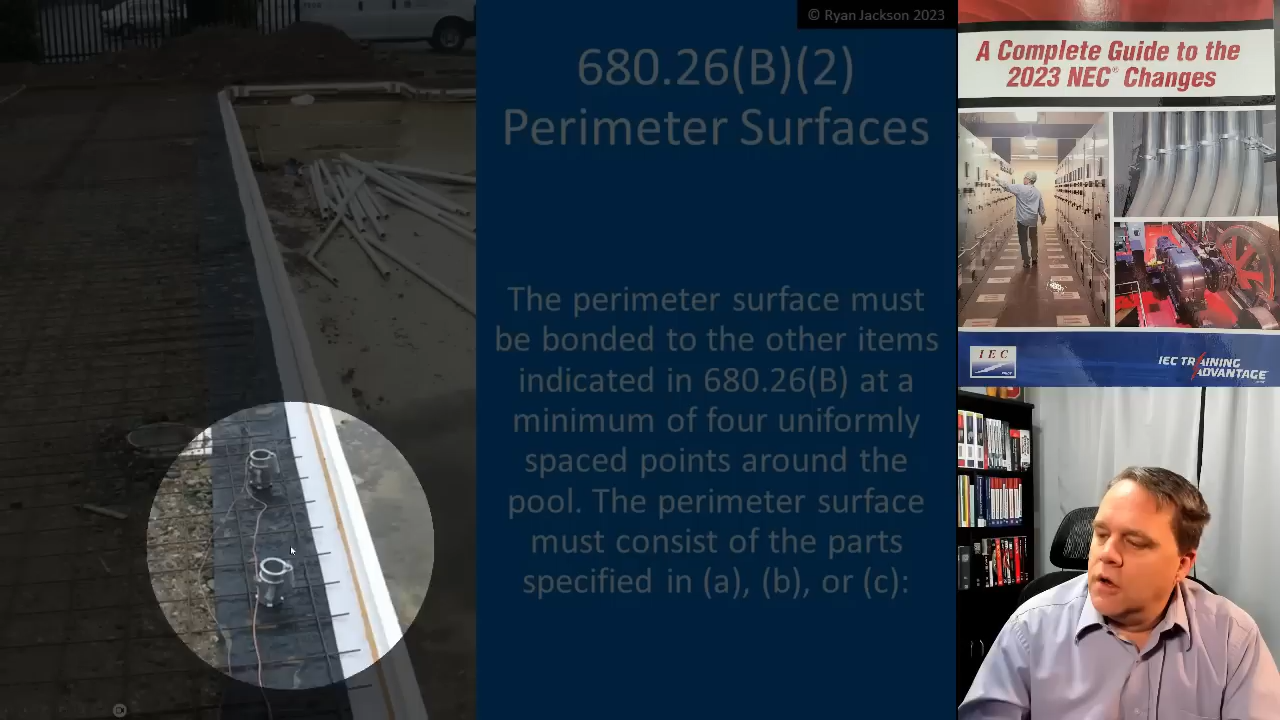 © Ryan Jackson 2023
680.26(B)(2)
Perimeter Surfaces
The perimeter surface must
be bonded to the other items
indicated in 680.26(B) at a
minimum of four uniformly
spaced points around the
pool. The perimeter surface
must consist of the parts
specified in (a), (b), or (c):
A Complete Guide to the
2023 NEC® Changes
IEC
IEC TRAINING
ADVANTAGE